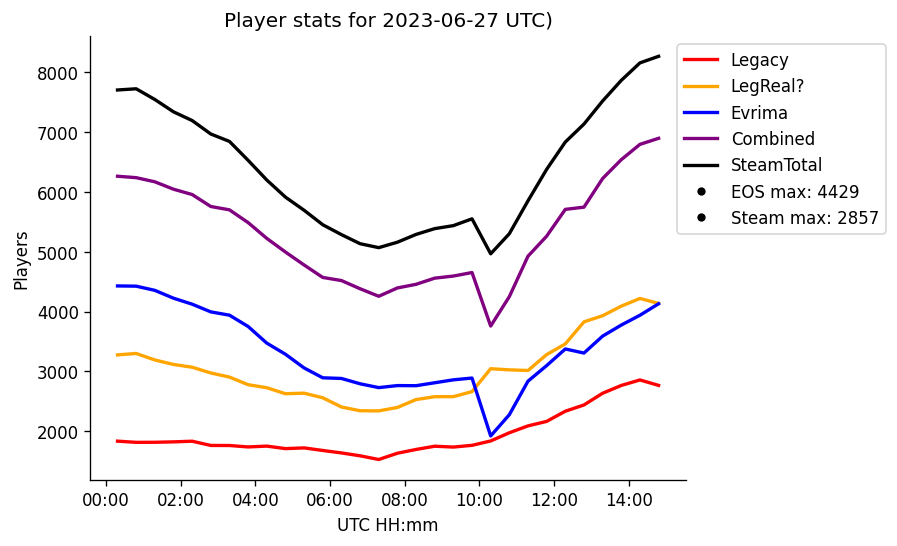 Player stats for 2023-06-27 UTC)
Players
8000
7000
6000
5000
4000
3000
2000
00:00 02:00 04:00 06:00 08:00 10:00 12:00 14:00
UTC HH:mm
Legacy
LegReal?
Evrima
Combined
SteamTotal
EOS max: 4429
Steam max: 2857